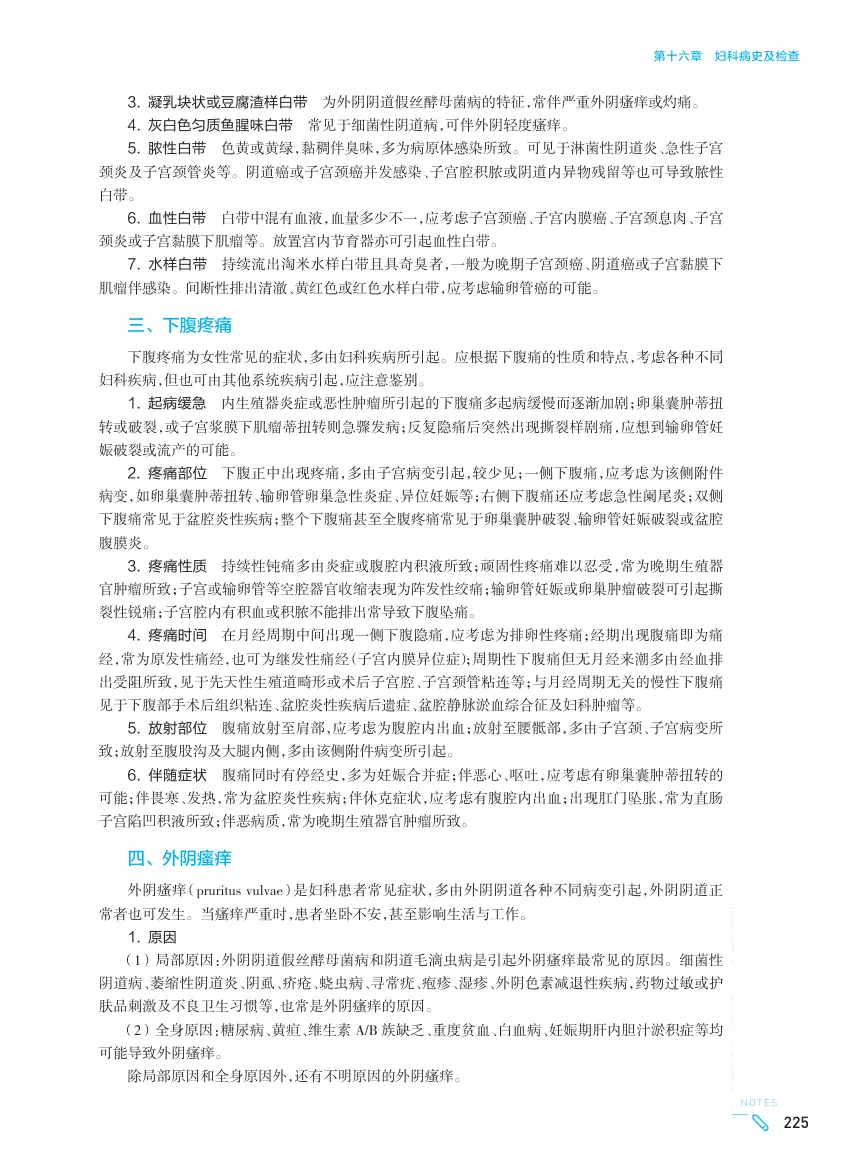 第十六章　妇科病史及检查
3. 凝乳块状或豆腐渣样白带　为外阴阴道假丝酵母菌病的特征,常伴严重外阴瘙痒或灼痛。
4. 灰白色匀质鱼腥味白带　常见于细菌性阴道病,可伴外阴轻度瘙痒。
5. 脓性白带　色黄或黄绿,黏稠伴臭味,多为病原体感染所致。可见于淋菌性阴道炎、急性子宫
颈炎及子宫颈管炎等。阴道癌或子宫颈癌并发感染、子宫腔积脓或阴道内异物残留等也可导致脓性
白带。
6. 血性白带　白带中混有血液,血量多少不一,应考虑子宫颈癌、子宫内膜癌、子宫颈息肉、子宫
颈炎或子宫黏膜下肌瘤等。放置宫内节育器亦可引起血性白带。
7. 水样白带　持续流出淘米水样白带且具奇臭者,一般为晚期子宫颈癌、阴道癌或子宫黏膜下
肌瘤伴感染。间断性排出清澈、黄红色或红色水样白带,应考虑输卵管癌的可能。
三、下腹疼痛
下腹疼痛为女性常见的症状,多由妇科疾病所引起。应根据下腹痛的性质和特点,考虑各种不同
妇科疾病,但也可由其他系统疾病引起,应注意鉴别。
1. 起病缓急　内生殖器炎症或恶性肿瘤所引起的下腹痛多起病缓慢而逐渐加剧;卵巢囊肿蒂扭
转或破裂,或子宫浆膜下肌瘤蒂扭转则急骤发病;反复隐痛后突然出现撕裂样剧痛,应想到输卵管妊
娠破裂或流产的可能。
2. 疼痛部位　下腹正中出现疼痛,多由子宫病变引起,较少见;一侧下腹痛,应考虑为该侧附件
病变,如卵巢囊肿蒂扭转、输卵管卵巢急性炎症、异位妊娠等;右侧下腹痛还应考虑急性阑尾炎;双侧
下腹痛常见于盆腔炎性疾病;整个下腹痛甚至全腹疼痛常见于卵巢囊肿破裂、输卵管妊娠破裂或盆腔
腹膜炎。
3. 疼痛性质　持续性钝痛多由炎症或腹腔内积液所致;顽固性疼痛难以忍受,常为晚期生殖器
官肿瘤所致;子宫或输卵管等空腔器官收缩表现为阵发性绞痛;输卵管妊娠或卵巢肿瘤破裂可引起撕
裂性锐痛;子宫腔内有积血或积脓不能排出常导致下腹坠痛。
4. 疼痛时间　在月经周期中间出现一侧下腹隐痛,应考虑为排卵性疼痛;经期出现腹痛即为痛
经,常为原发性痛经,也可为继发性痛经(子宫内膜异位症);周期性下腹痛但无月经来潮多由经血排
出受阻所致,见于先天性生殖道畸形或术后子宫腔、子宫颈管粘连等;与月经周期无关的慢性下腹痛
见于下腹部手术后组织粘连、盆腔炎性疾病后遗症、盆腔静脉淤血综合征及妇科肿瘤等。
5. 放射部位　腹痛放射至肩部,应考虑为腹腔内出血;放射至腰骶部,多由子宫颈、子宫病变所
致;放射至腹股沟及大腿内侧,多由该侧附件病变所引起。
6. 伴随症状　腹痛同时有停经史,多为妊娠合并症;伴恶心、呕吐,应考虑有卵巢囊肿蒂扭转的
可能;伴畏寒、发热,常为盆腔炎性疾病;伴休克症状,应考虑有腹腔内出血;出现肛门坠胀,常为直肠
子宫陷凹积液所致;伴恶病质,常为晚期生殖器官肿瘤所致。
四、外阴瘙痒
外阴瘙痒(pruritus vulvae)是妇科患者常见症状,多由外阴阴道各种不同病变引起,外阴阴道正
常者也可发生。当瘙痒严重时,患者坐卧不安,甚至影响生活与工作。
1. 原因
(1)局部原因:外阴阴道假丝酵母菌病和阴道毛滴虫病是引起外阴瘙痒最常见的原因。细菌性
阴道病、萎缩性阴道炎、阴虱、疥疮、蛲虫病、寻常疣、疱疹、湿疹、外阴色素减退性疾病,药物过敏或护
肤品刺激及不良卫生习惯等,也常是外阴瘙痒的原因。
(2)全身原因:糖尿病、黄疸、维生素 A/B 族缺乏、重度贫血、白血病、妊娠期肝内胆汁淤积症等均
可能导致外阴瘙痒。
除局部原因和全身原因外,还有不明原因的外阴瘙痒。
NOTES
225